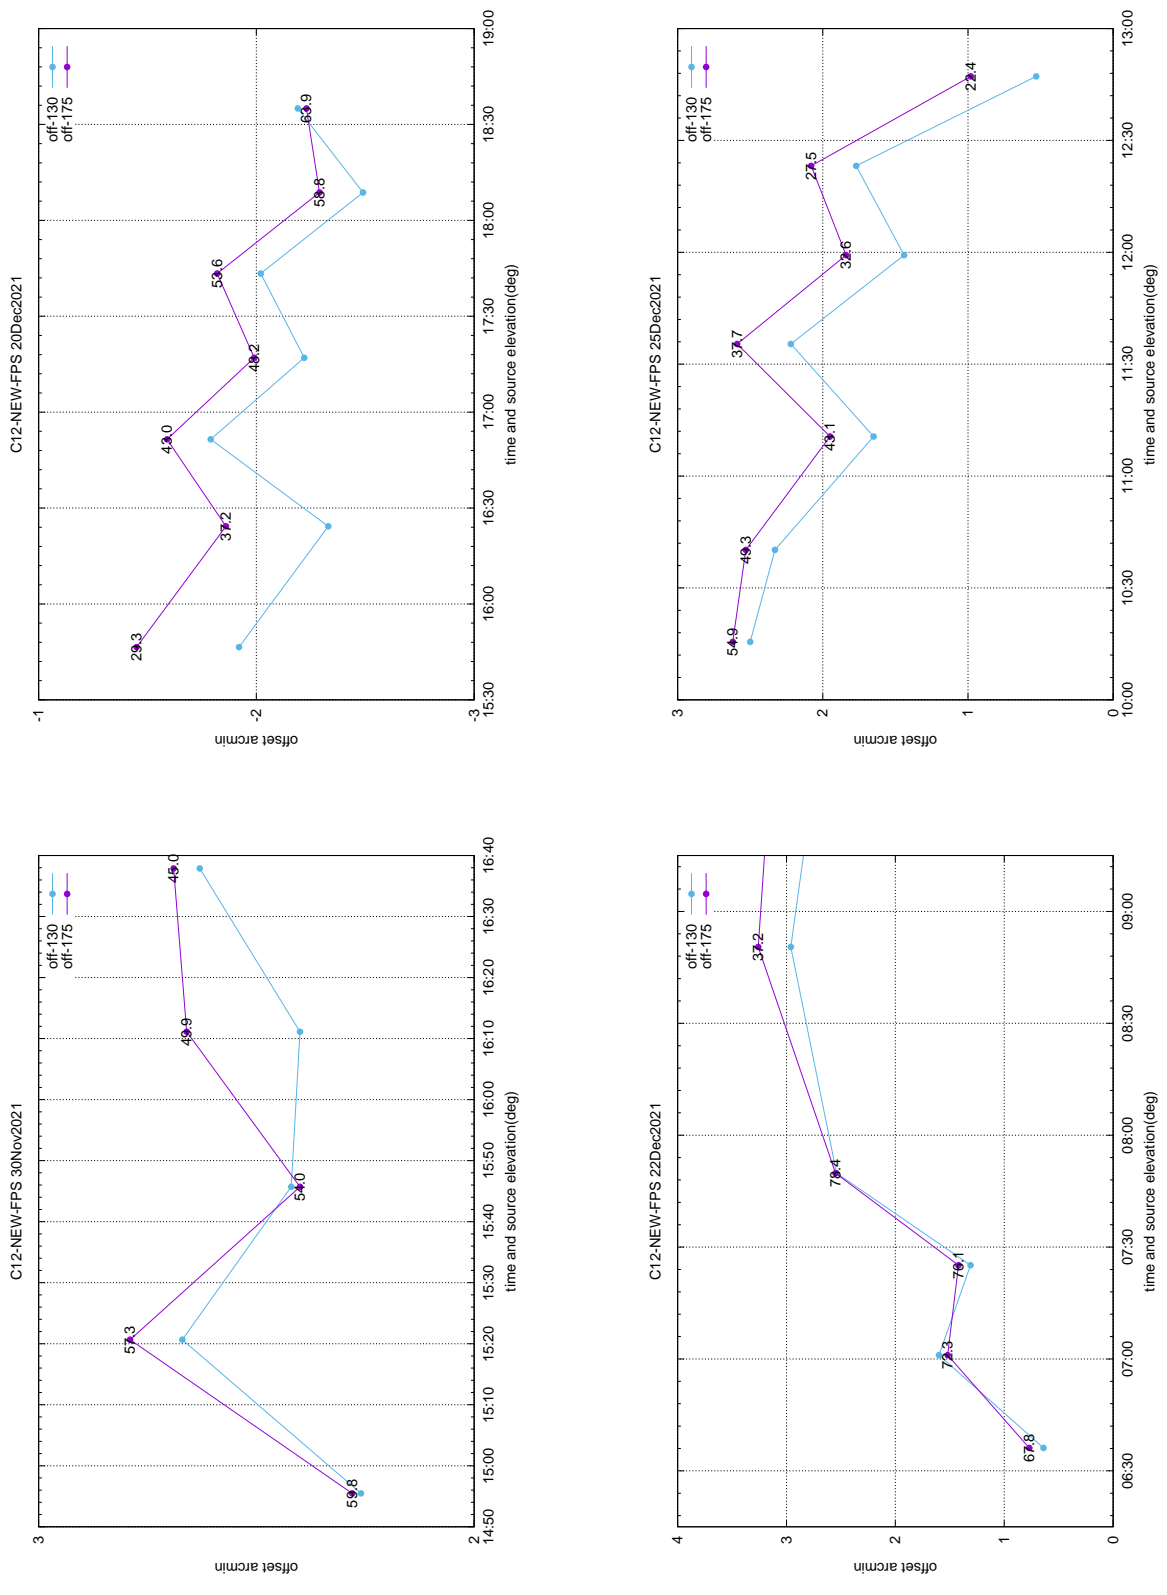 C12-NEW-FPS 30Nov2021
off-130
off-175
3
2
offset arcmin
59.8
57.3
54.0
49.9
45.0
14:50 15:00 15:10 15:20 15:30 15:40 15:50 16:00 16:10 16:20 16:30 16:40
time and source elevation(deg)
C12-NEW-FPS 20Dec2021
off-130
off-175
-1
-2
-3
offset arcmin
29.3
37.2
43.0
48.2
53.6
58.8
63.9
15:30 16:00 16:30 17:00 17:30 18:00 18:30 19:00
time and source elevation(deg)
C12-NEW-FPS 22Dec2021
off-130
off-175
4
3
2
1
0
offset arcmin
67.8
72.3
76.1
78.4
37.2
06:30 07:00 07:30 08:00 08:30 09:00
time and source elevation(deg)
C12-NEW-FPS 25Dec2021
off-130
off-175
3
2
1
0
offset arcmin
54.9
49.3
43.1
37.7
32.6
27.5
22.4
10:00 10:30 11:00 11:30 12:00 12:30 13:00
time and source elevation(deg)